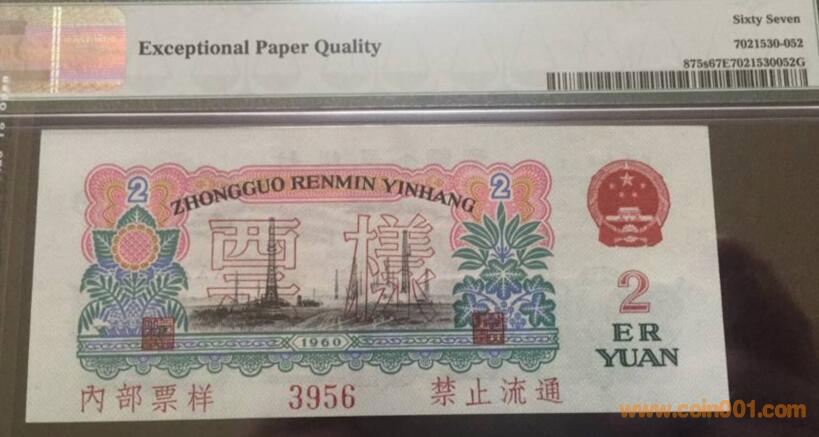 Sixty Seven
Exceptional Paper Quality
7021530-052
875s67E7021530052G
2
2
ZHONGGUO RENMIN YINHANG
票樣
2
ER
YUAN
1960
內部票样
3956
禁止流通
www.coin001.com